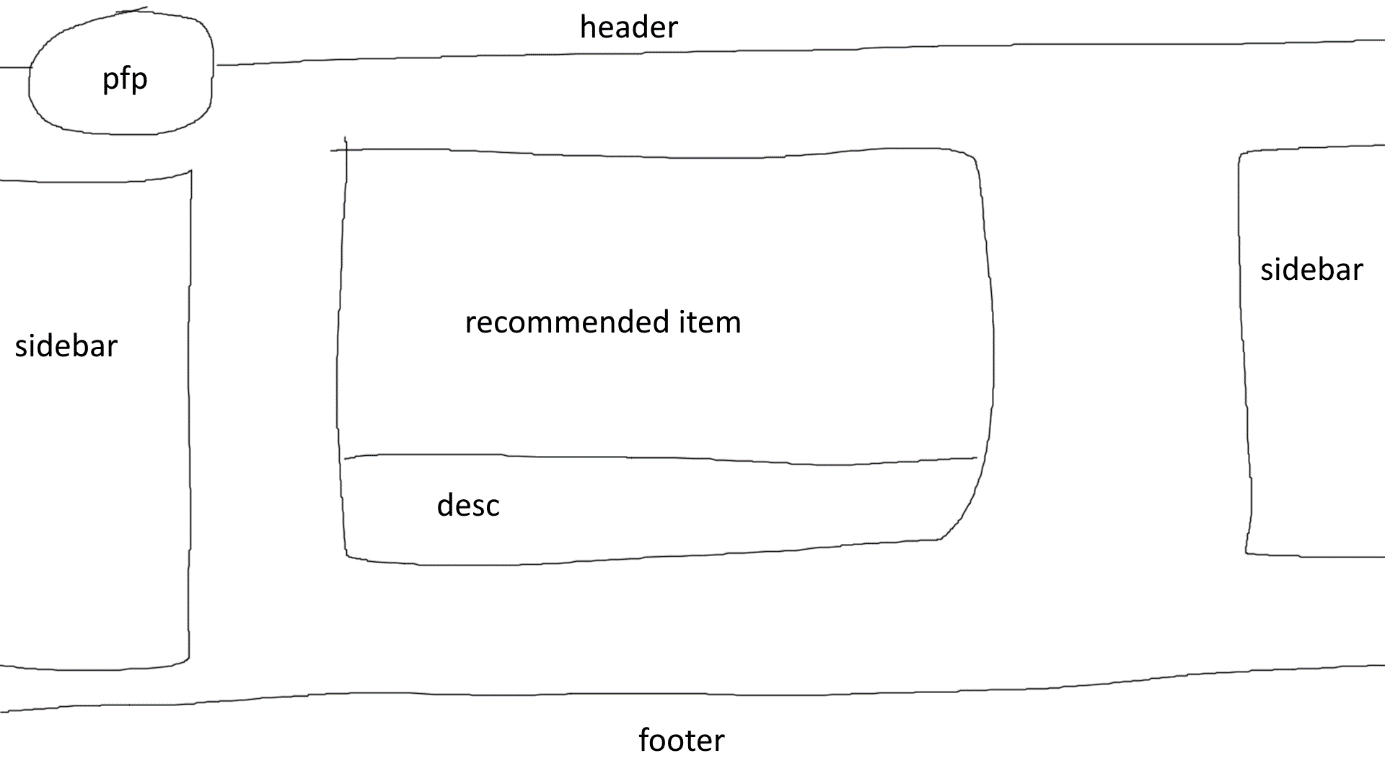 header
pfp
sidebar
recommended item
desc
sidebar
footer